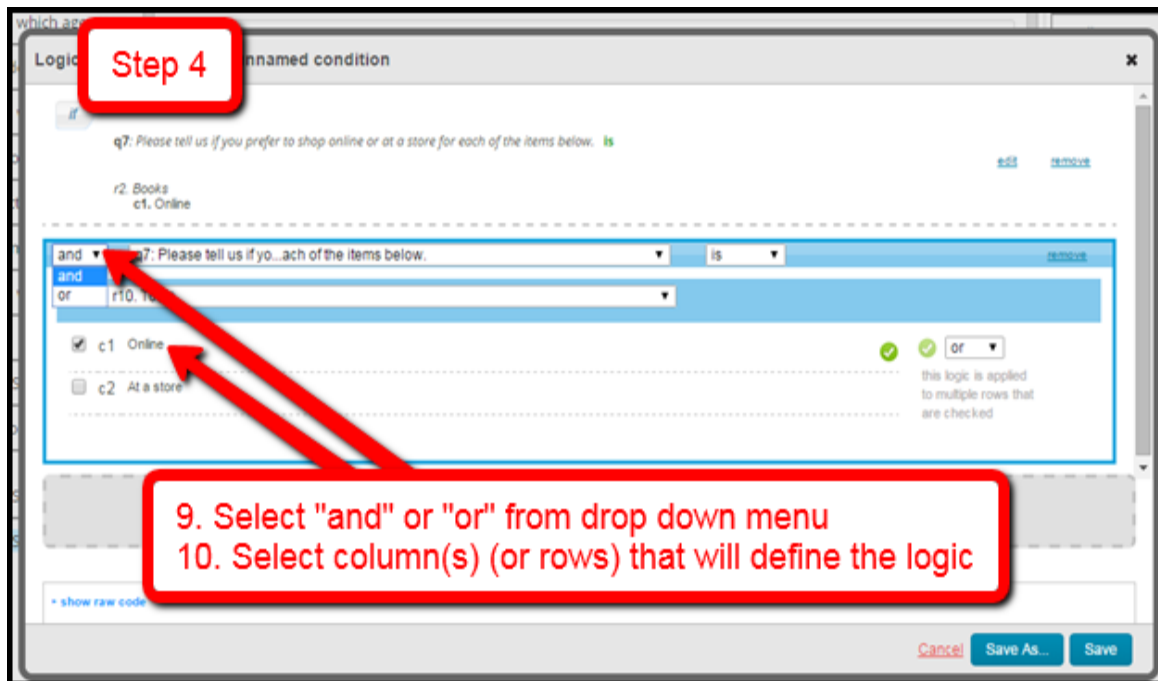 which age
Logic
Step 4
nnamed condition
if
q7: Please tell us if you prefer to shop online or at a store for each of the items below. is
edit remove
r2. Books
c1. Online
and q7: Please tell us if yo...ach of the items below. is remove
and
or r10.
c1 Online or
c2 At a store
this logic is applied
to multiple rows that
are checked
9. Select "and" or "or" from drop down menu
10. Select column(s) (or rows) that will define the logic
show raw code
Cancel Save As... Save